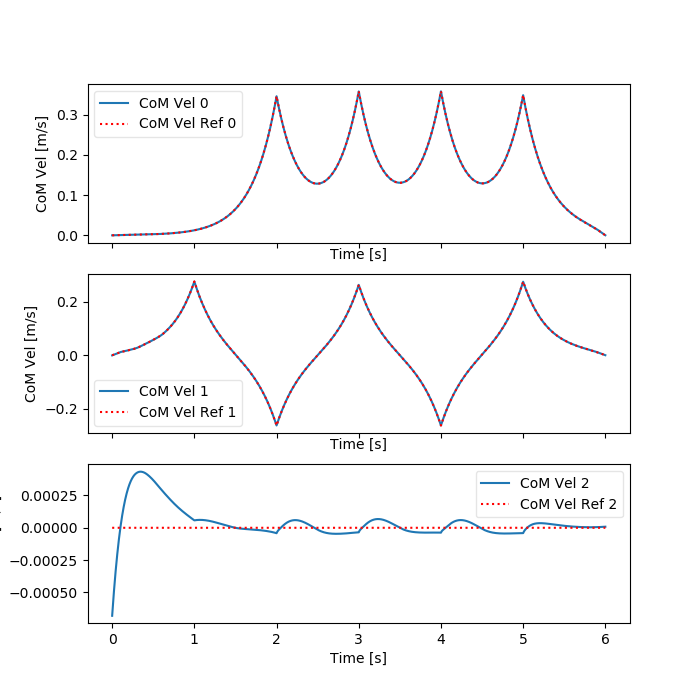 CoM Vel [m/s]
0.3
0.2
0.1
0.0
CoM Vel 0
CoM Vel Ref 0
Time [s]
CoM Vel [m/s]
0.2
0.0
−0.2
CoM Vel 1
CoM Vel Ref 1
Time [s]
0.00025
0.00000
−0.00025
−0.00050
CoM Vel 2
CoM Vel Ref 2
0 1 2 3 4 5 6
Time [s]